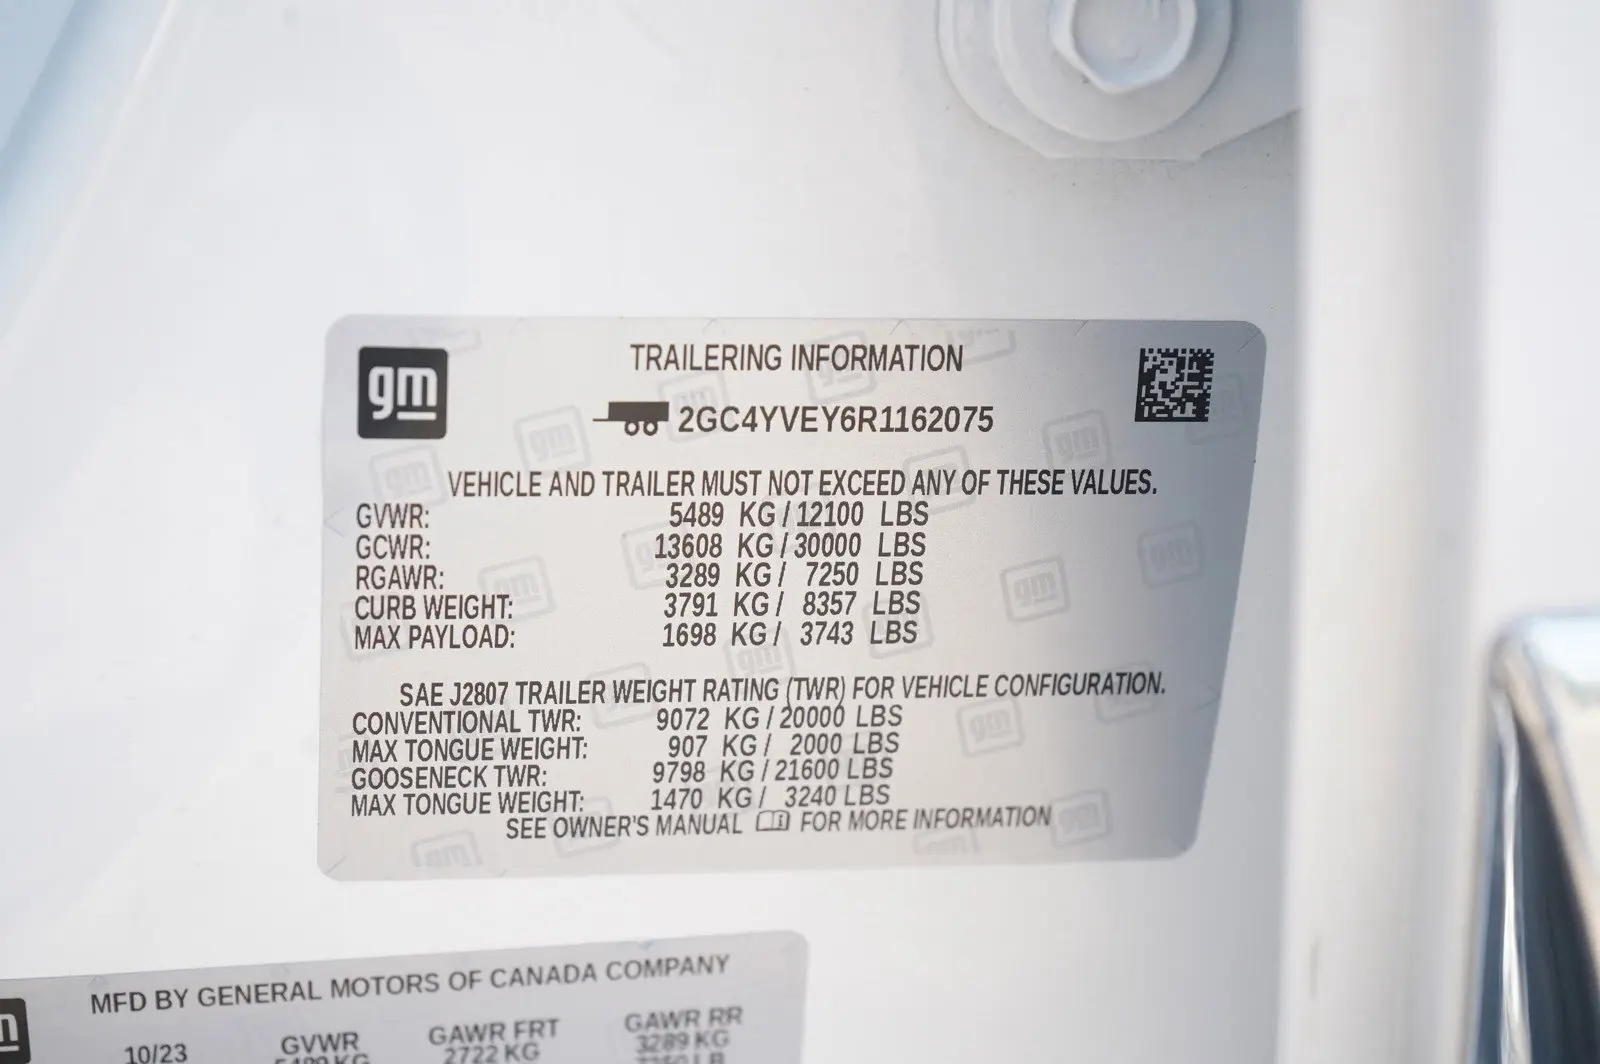 gm
TRAILERING INFORMATION
2GC4YVEY6R1162075
VEHICLE AND TRAILER MUST NOT EXCEED ANY OF THESE VALUES.
GVWR: 5489 KG / 12100 LBS
GCWR: 13608 KG / 30000 LBS
RGAWR: 3289 KG / 7250 LBS
CURB WEIGHT: 3791 KG / 8357 LBS
MAX PAYLOAD: 1698 KG / 3743 LBS
SAE J2807 TRAILER WEIGHT RATING (TWR) FOR VEHICLE CONFIGURATION.
CONVENTIONAL TWR: 9072 KG / 20000 LBS
MAX TONGUE WEIGHT: 907 KG / 2000 LBS
GOOSENECK TWR: 9798 KG / 21600 LBS
MAX TONGUE WEIGHT: 1470 KG / 3240 LBS
SEE OWNER'S MANUAL FOR MORE INFORMATION
MFD BY GENERAL MOTORS OF CANADA COMPANY
10/23 GVWR GAWR FRT GAWR RR
5489 KG 2722 KG 3289 KG